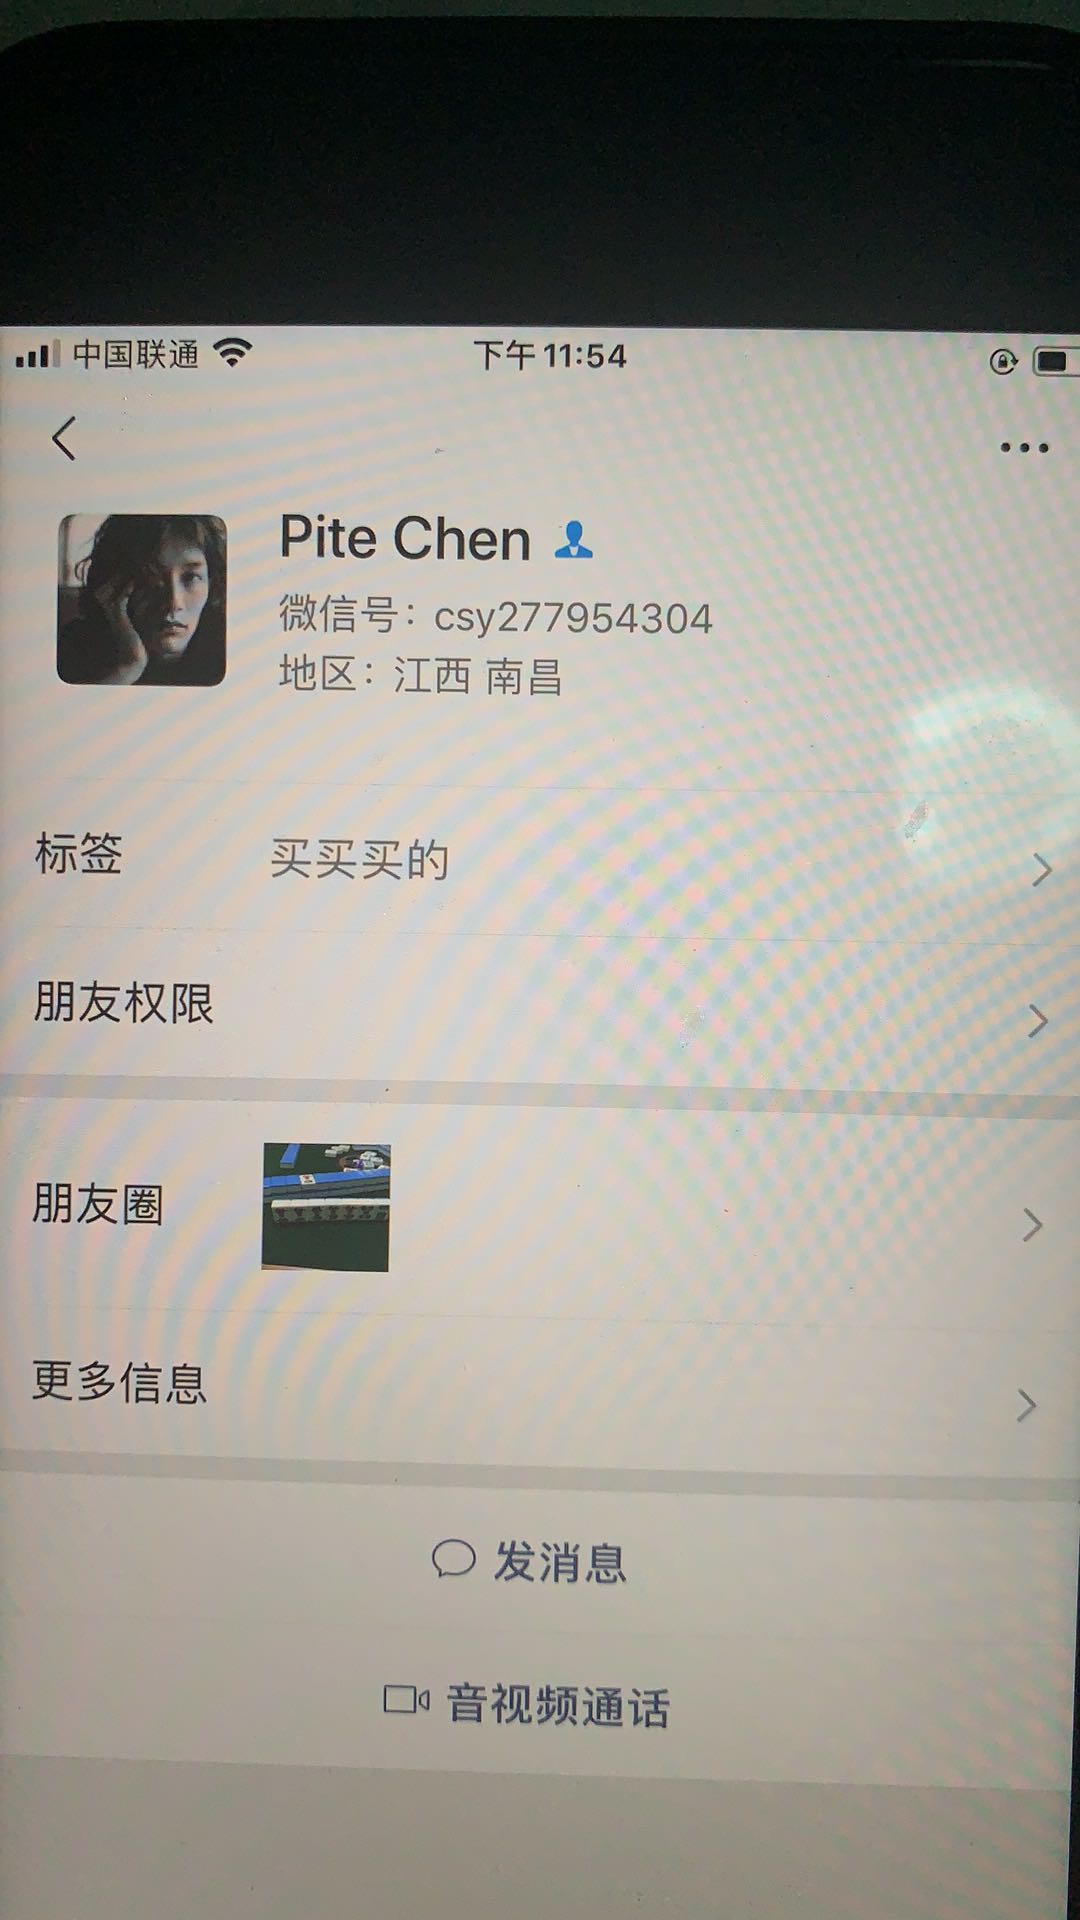 中国联通
下午 11:54
Pite Chen
微信号：csy277954304
地区：江西 南昌
标签 买买买的
朋友权限
朋友圈
更多信息
发消息
音视频通话